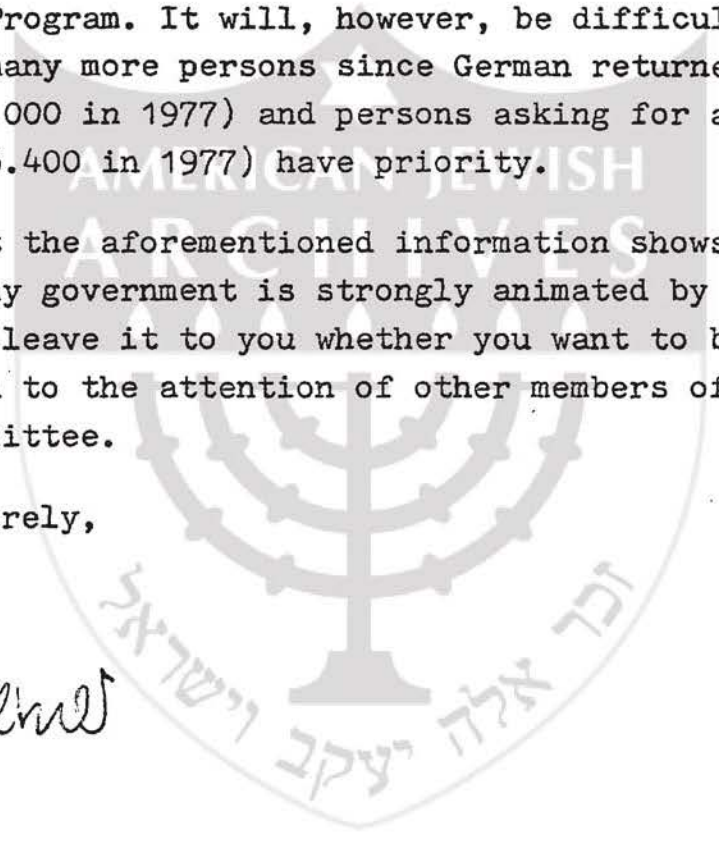 Program. It will, however, be difficul
many more persons since German returne
000 in 1977) and persons asking for a
.400 in 1977) have priority.
AMERICAN JEWISH
ARCHIVES
the aforementioned information shows
y government is strongly animated by
leave it to you whether you want to b
to the attention of other members of
ittee.
rely,
זכר אלה יעקב וישראל